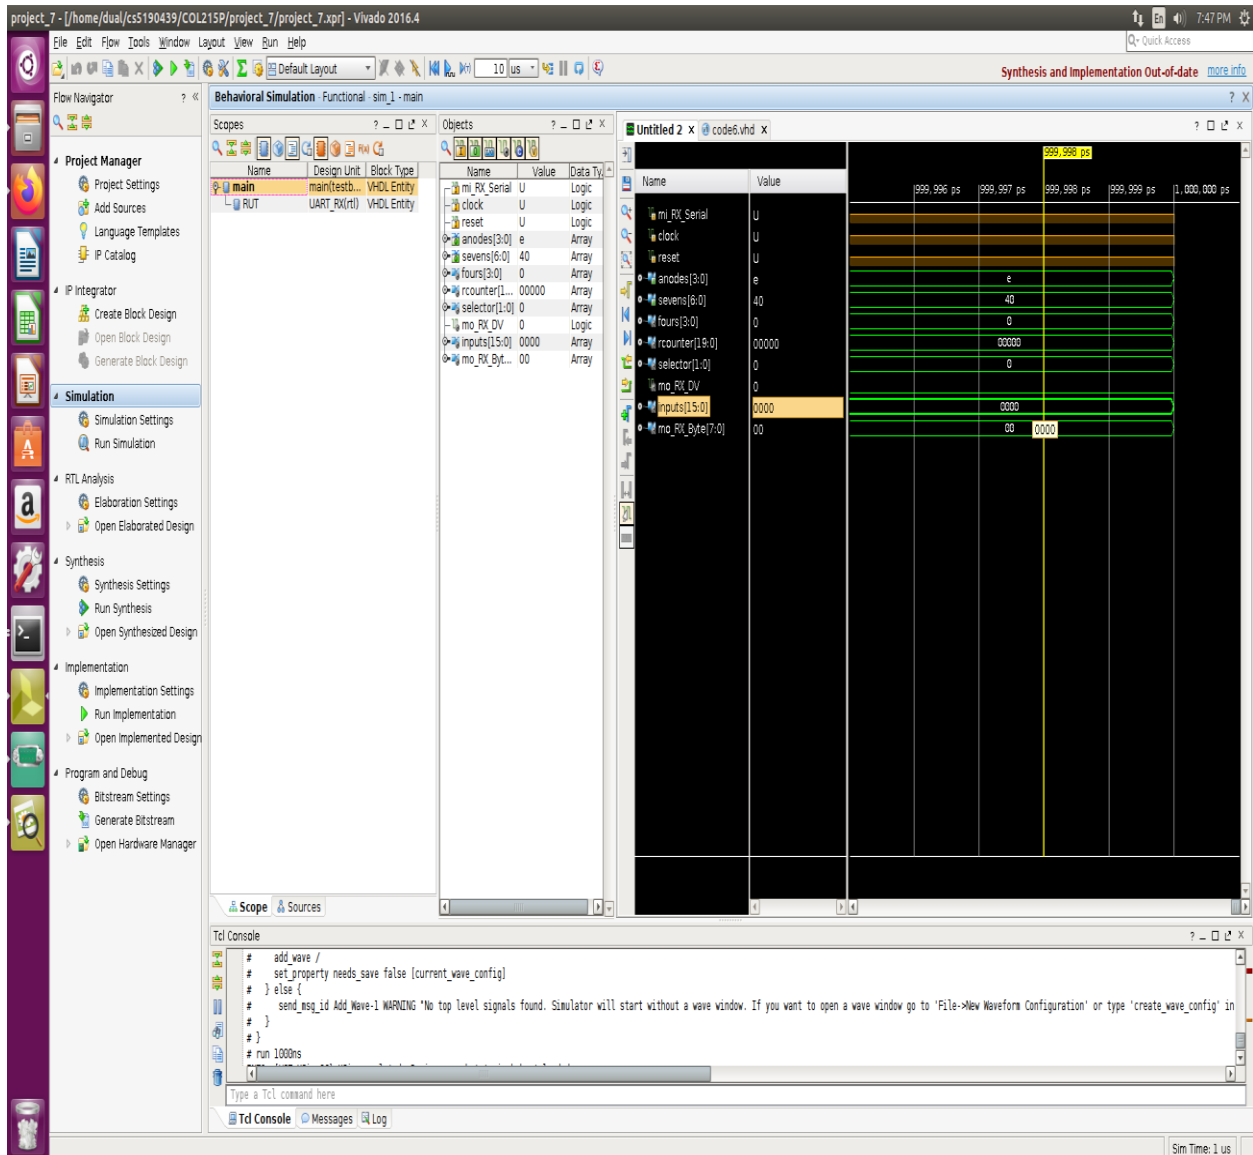 project_7 - [/home/dual/cs5190439/COL215P/project_7/project_7.xpr] - Vivado 2016.4
En 7:47 PM
File Edit Flow Tools Window Layout View Run Help
Quick Access
Default Layout 10 us
Synthesis and Implementation Out-of-date more info
Flow Navigator
Project Manager
Project Settings
Add Sources
Language Templates
IP Catalog
IP Integrator
Create Block Design
Open Block Design
Generate Block Design
Simulation
Simulation Settings
Run Simulation
RTL Analysis
Elaboration Settings
Open Elaborated Design
Synthesis
Synthesis Settings
Run Synthesis
Open Synthesized Design
Implementation
Implementation Settings
Run Implementation
Open Implemented Design
Program and Debug
Bitstream Settings
Generate Bitstream
Open Hardware Manager
Behavioral Simulation - Functional - sim_1 - main
Scopes
Name Design Unit Block Type
main main(testb... VHDL Entity
RUT UART_RX(rtl) VHDL Entity
Scope Sources
Objects
Name Value Data Ty...
mi_RX_Serial U Logic
clock U Logic
reset U Logic
anodes[3:0] e Array
sevens[6:0] 40 Array
fours[3:0] 0 Array
rcounter[1... 00000 Array
selector[1:0] 0 Array
mo_RX_DV 0 Logic
inputs[15:0] 0000 Array
mo_RX_Byt... 00 Array
Untitled 2 code6.vhd
999,998 ps
Name Value
999,996 ps 999,997 ps 999,998 ps 999,999 ps 1,000,000 ps
mi_RX_Serial U
clock U
reset U
anodes[3:0] e e
sevens[6:0] 40 40
fours[3:0] 0 0
rcounter[19:0] 00000 00000
selector[1:0] 0 0
mo_RX_DV 0
inputs[15:0] 0000 0000
mo_RX_Byte[7:0] 00 00 0000
Tcl Console
# add_wave /
# set_property needs_save false [current_wave_config]
# } else {
# send_msg_id Add_Wave-1 WARNING "No top level signals found. Simulator will start without a wave window. If you want to open a wave window go to 'File->New Waveform Configuration' or type 'create_wave_config' in
# }
# }
# run 1000ns
Type a Tcl command here
Tcl Console Messages Log
Sim Time: 1 us